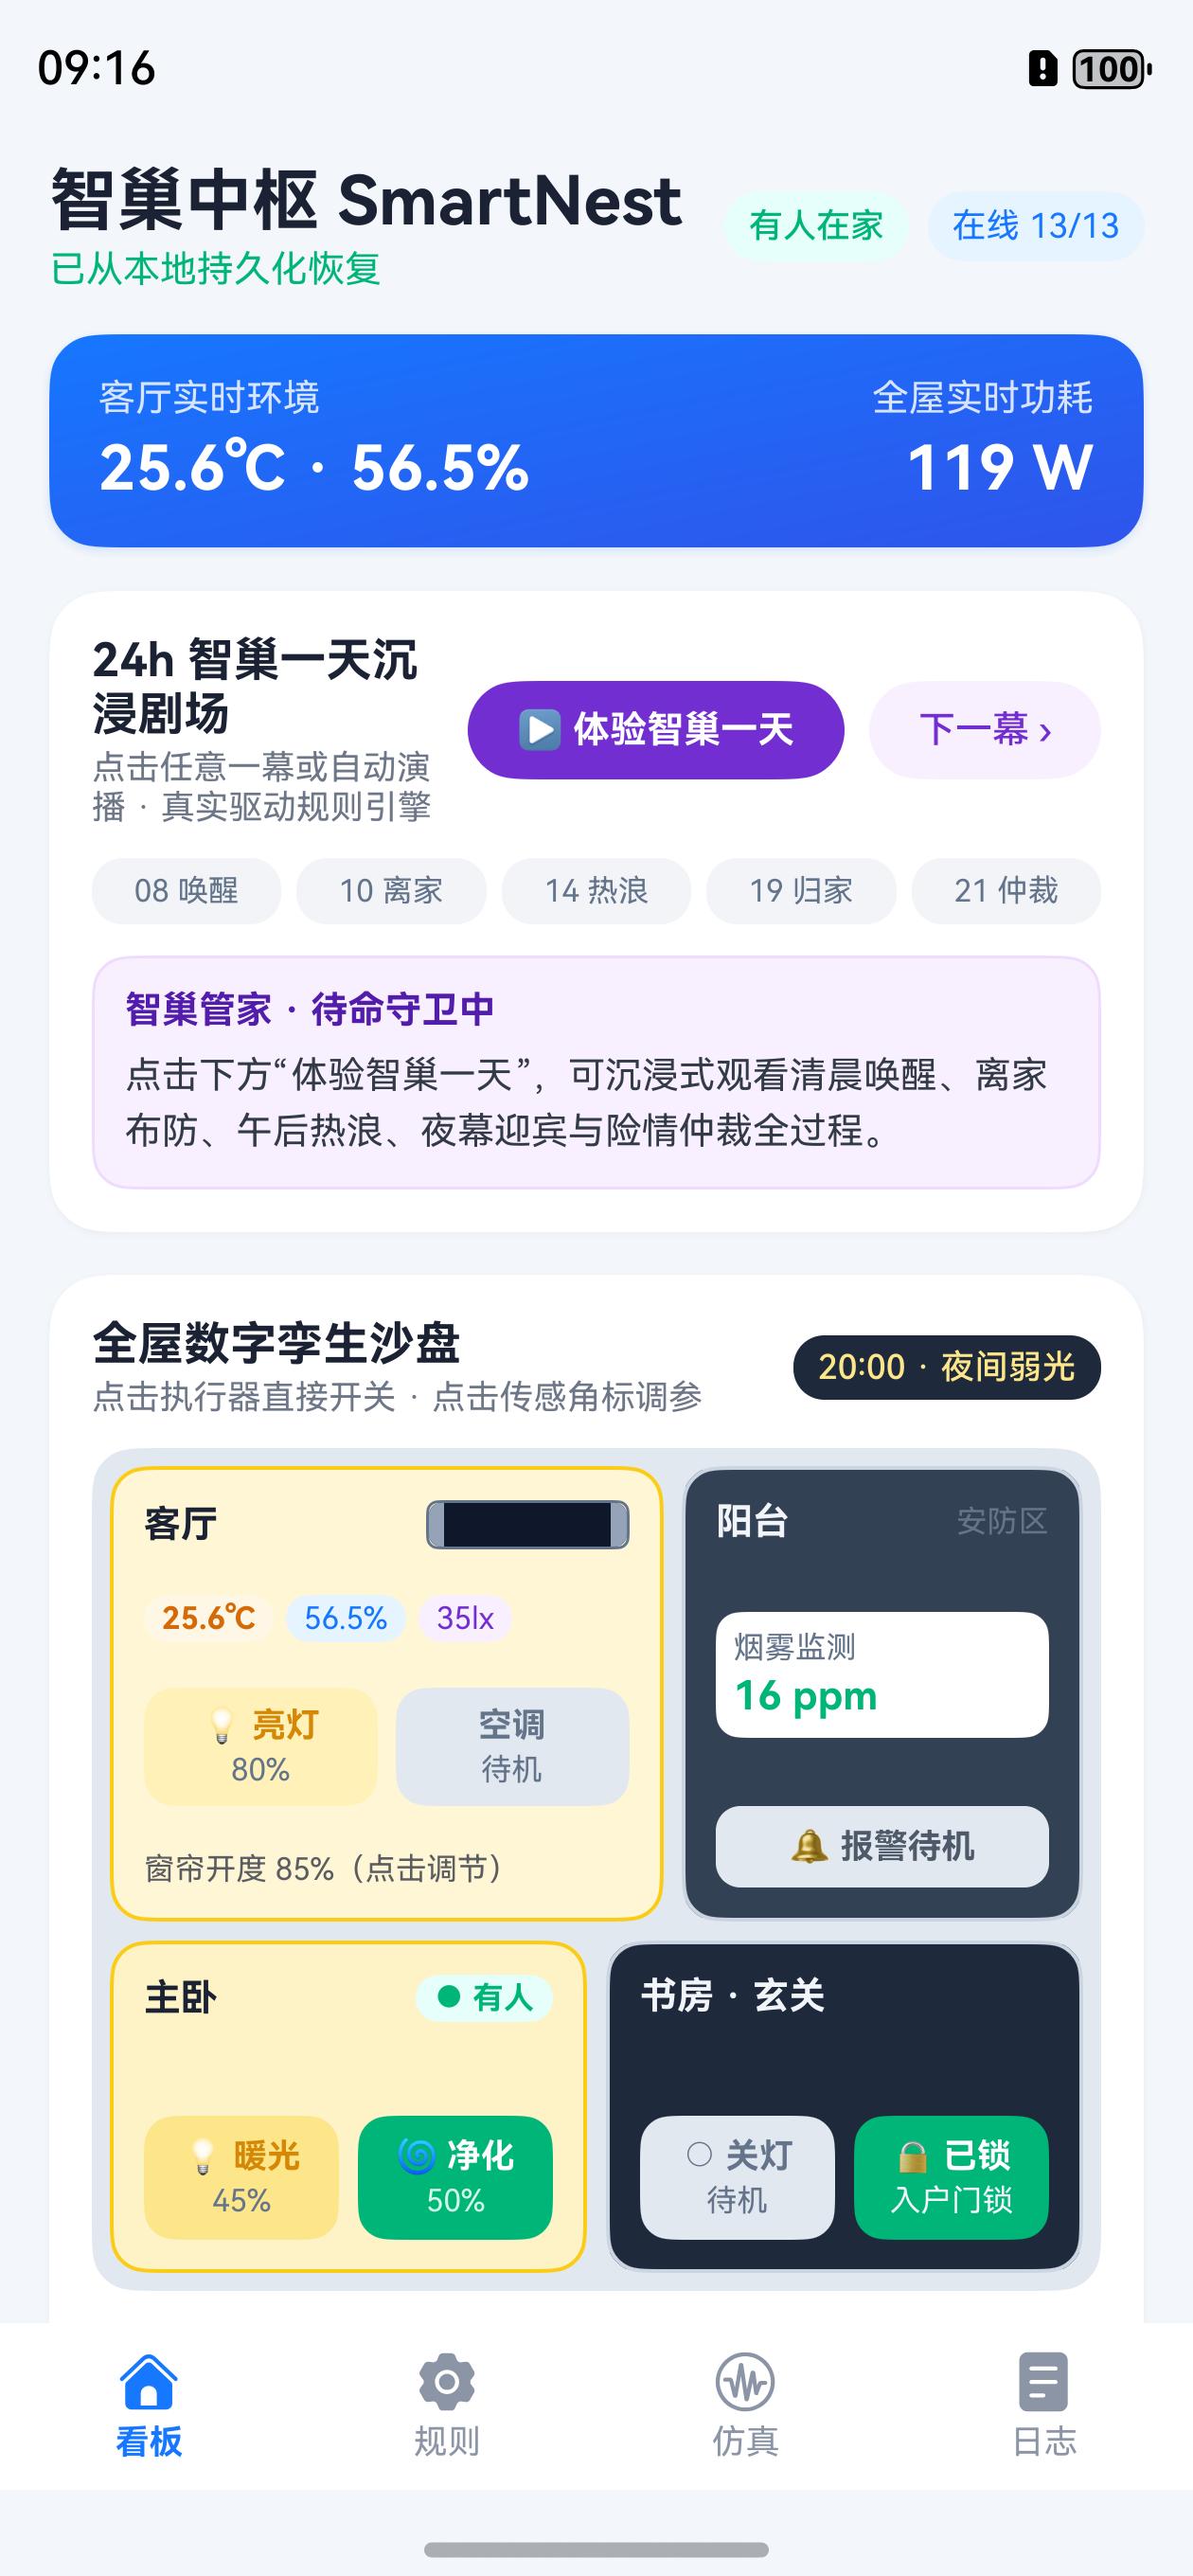 09:16
100
智巢中枢 SmartNest
已从本地持久化恢复
有人在家
在线 13/13
客厅实时环境
25.6℃ · 56.5%
全屋实时功耗
119 W
24h 智巢一天沉
浸剧场
点击任意一幕或自动演
播 · 真实驱动规则引擎
体验智巢一天
下一幕 ›
08 唤醒
10 离家
14 热浪
19 归家
21 仲裁
智巢管家 · 待命守卫中
点击下方“体验智巢一天”，可沉浸式观看清晨唤醒、离家
布防、午后热浪、夜幕迎宾与险情仲裁全过程。
全屋数字孪生沙盘
点击执行器直接开关 · 点击传感角标调参
20:00 · 夜间弱光
客厅
25.6℃
56.5%
35lx
亮灯
80%
空调
待机
窗帘开度 85%（点击调节）
阳台
安防区
烟雾监测
16 ppm
报警待机
主卧
有人
暖光
45%
净化
50%
书房 · 玄关
关灯
待机
已锁
入户门锁
看板
规则
仿真
日志